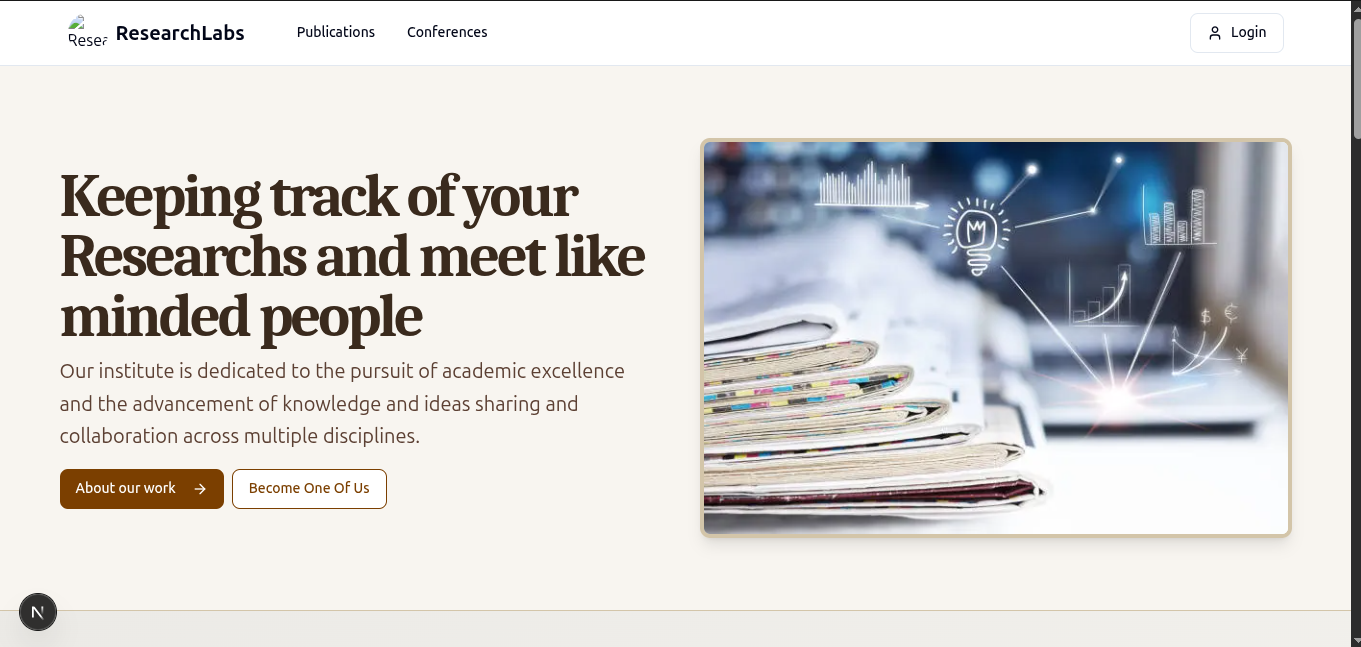 Resea
ResearchLabs
Publications
Conferences
Login
Keeping track of your
Researchs and meet like
minded people
Our institute is dedicated to the pursuit of academic excellence
and the advancement of knowledge and ideas sharing and
collaboration across multiple disciplines.
About our work →
Become One Of Us
$ €
¥
N